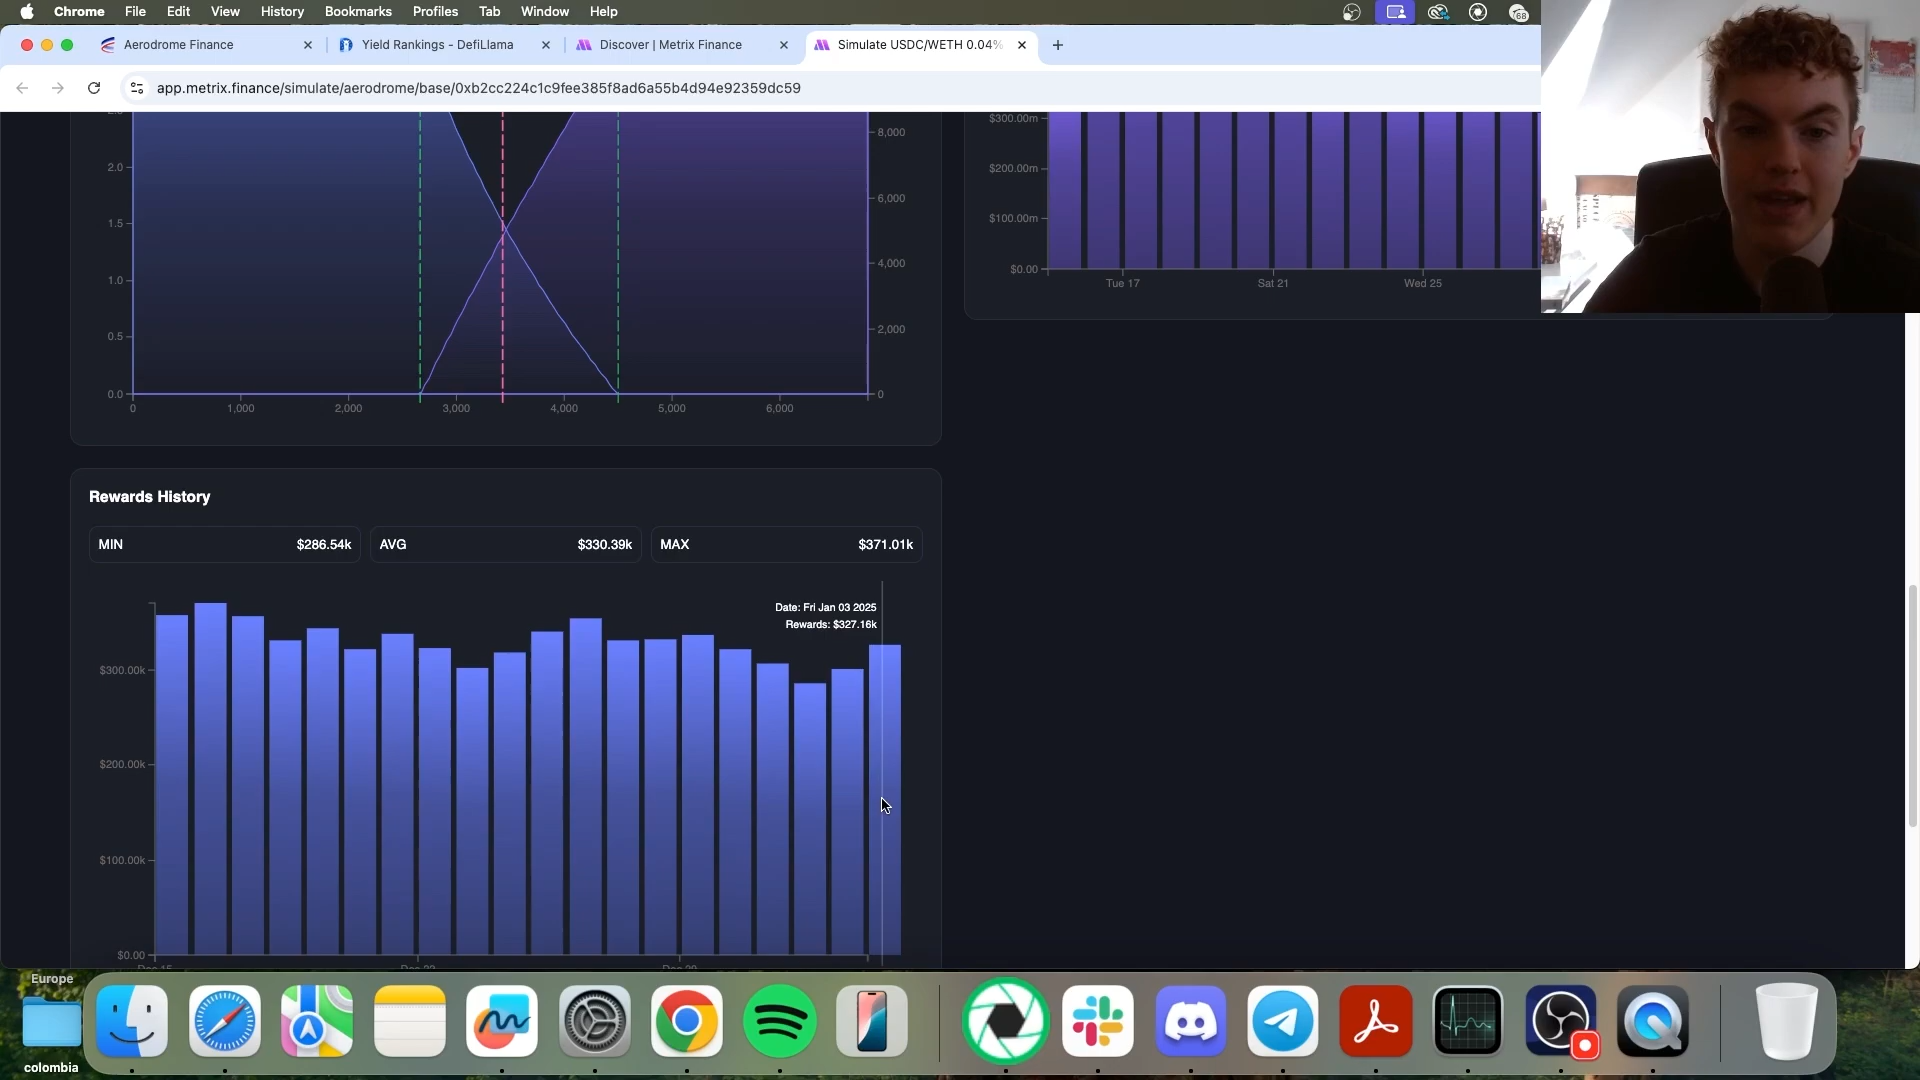 Chrome File Edit View History Bookmarks Profiles Tab Window Help
68
Aerodrome Finance
Yield Rankings - DefiLlama
Discover | Metrix Finance
Simulate USDC/WETH 0.04%
app.metrix.finance/simulate/aerodrome/base/0xb2cc224c1c9fee385f8ad6a55b4d94e92359dc59
8,000
2.0
6,000
1.5
4,000
1.0
2,000
0.5
0.0
0
0 1,000 2,000 3,000 4,000 5,000 6,000
$300.00m
$200.00m
$100.00m
$0.00
Tue 17 Sat 21 Wed 25
Rewards History
MIN $286.54k
AVG $330.39k
MAX $371.01k
Date: Fri Jan 03 2025
Rewards: $327.16k
$300.00k
$200.00k
$100.00k
$0.00
Europe
colombia